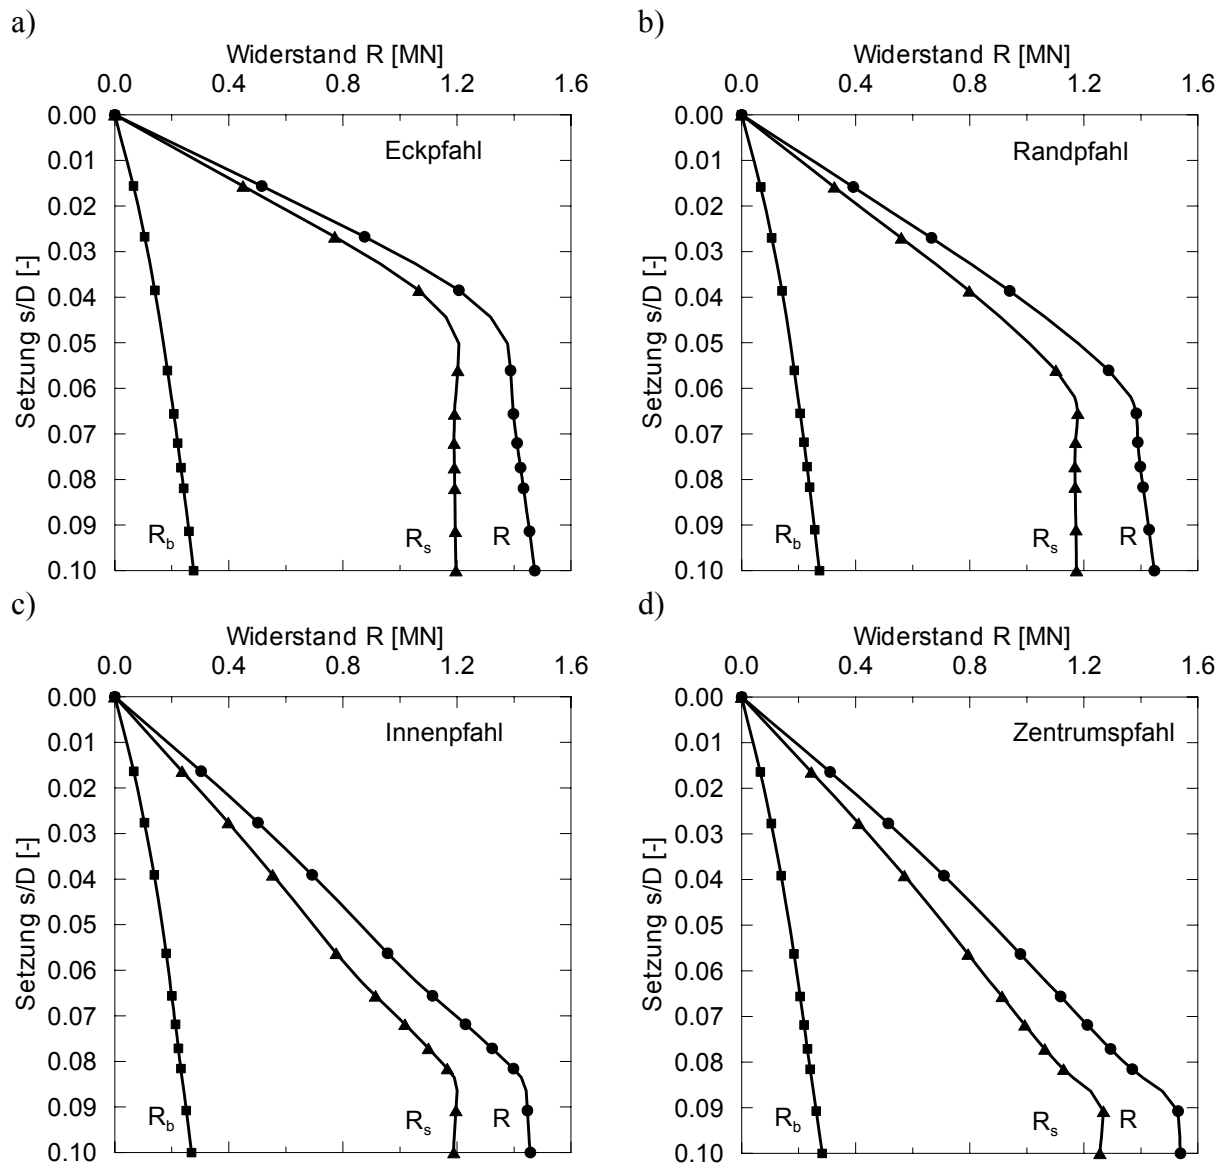 a)
b)
Widerstand R [MN]
Widerstand R [MN]
0.0 0.4 0.8 1.2 1.6
0.0 0.4 0.8 1.2 1.6
Setzung s/D [-]
0.00
0.01
0.02
0.03
0.04
0.05
0.06
0.07
0.08
0.09
0.10
Eckpfahl
R_b R_s R
Setzung s/D [-]
0.00
0.01
0.02
0.03
0.04
0.05
0.06
0.07
0.08
0.09
0.10
Randpfahl
R_b R_s R
c)
d)
Widerstand R [MN]
Widerstand R [MN]
0.0 0.4 0.8 1.2 1.6
0.0 0.4 0.8 1.2 1.6
Setzung s/D [-]
0.00
0.01
0.02
0.03
0.04
0.05
0.06
0.07
0.08
0.09
0.10
Innenpfahl
R_b R_s R
Setzung s/D [-]
0.00
0.01
0.02
0.03
0.04
0.05
0.06
0.07
0.08
0.09
0.10
Zentrumspfahl
R_b R_s R